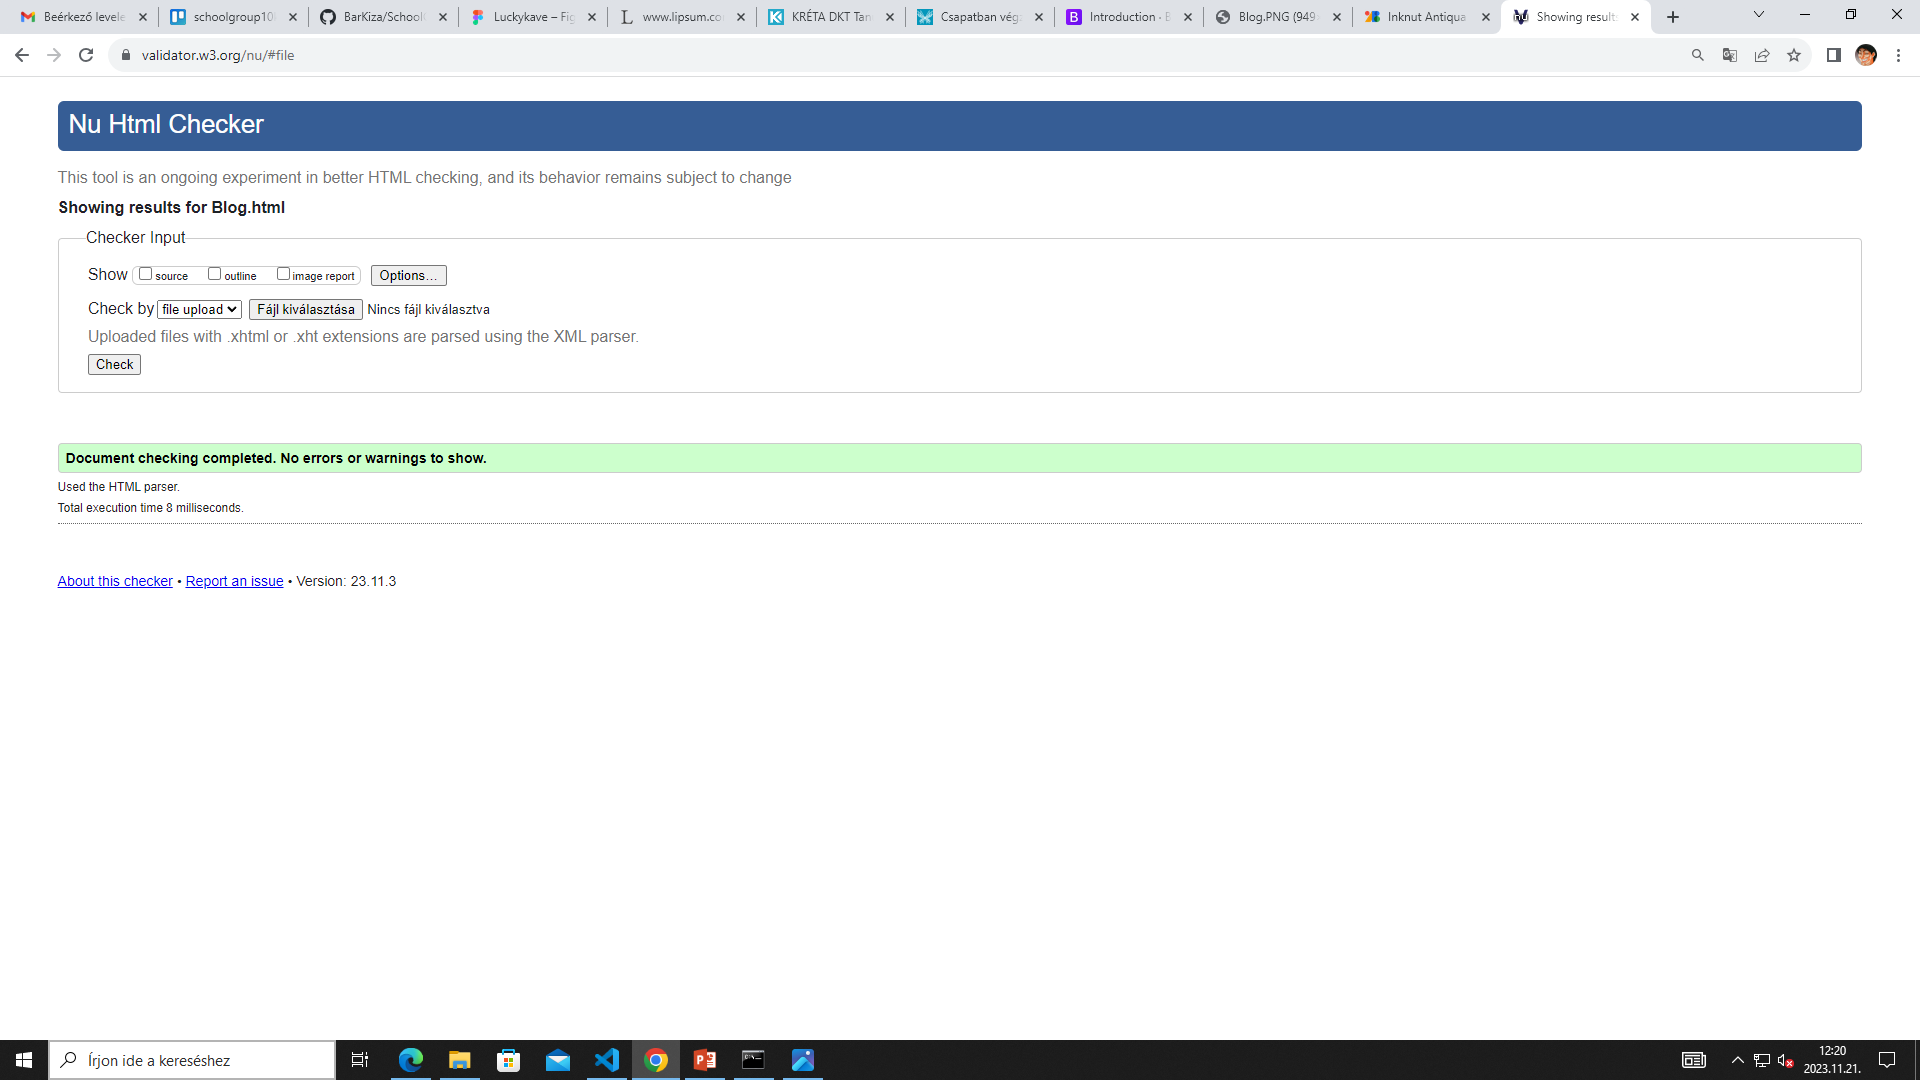 Beérkező levele
schoolgroup10
BarKiza/School
Luckykave – Fig
www.lipsum.co
KRÉTA DKT Tan
Csapatban vég
Introduction · B
Blog.PNG (949
Inknut Antiqua
Showing results
validator.w3.org/nu/#file
Nu Html Checker
This tool is an ongoing experiment in better HTML checking, and its behavior remains subject to change
Showing results for Blog.html
Checker Input
Show source outline image report Options...
Check by file upload Fájl kiválasztása Nincs fájl kiválasztva
Uploaded files with .xhtml or .xht extensions are parsed using the XML parser.
Check
Document checking completed. No errors or warnings to show.
Used the HTML parser.
Total execution time 8 milliseconds.
About this checker • Report an issue • Version: 23.11.3
Írjon ide a kereséshez
12:20
2023.11.21.